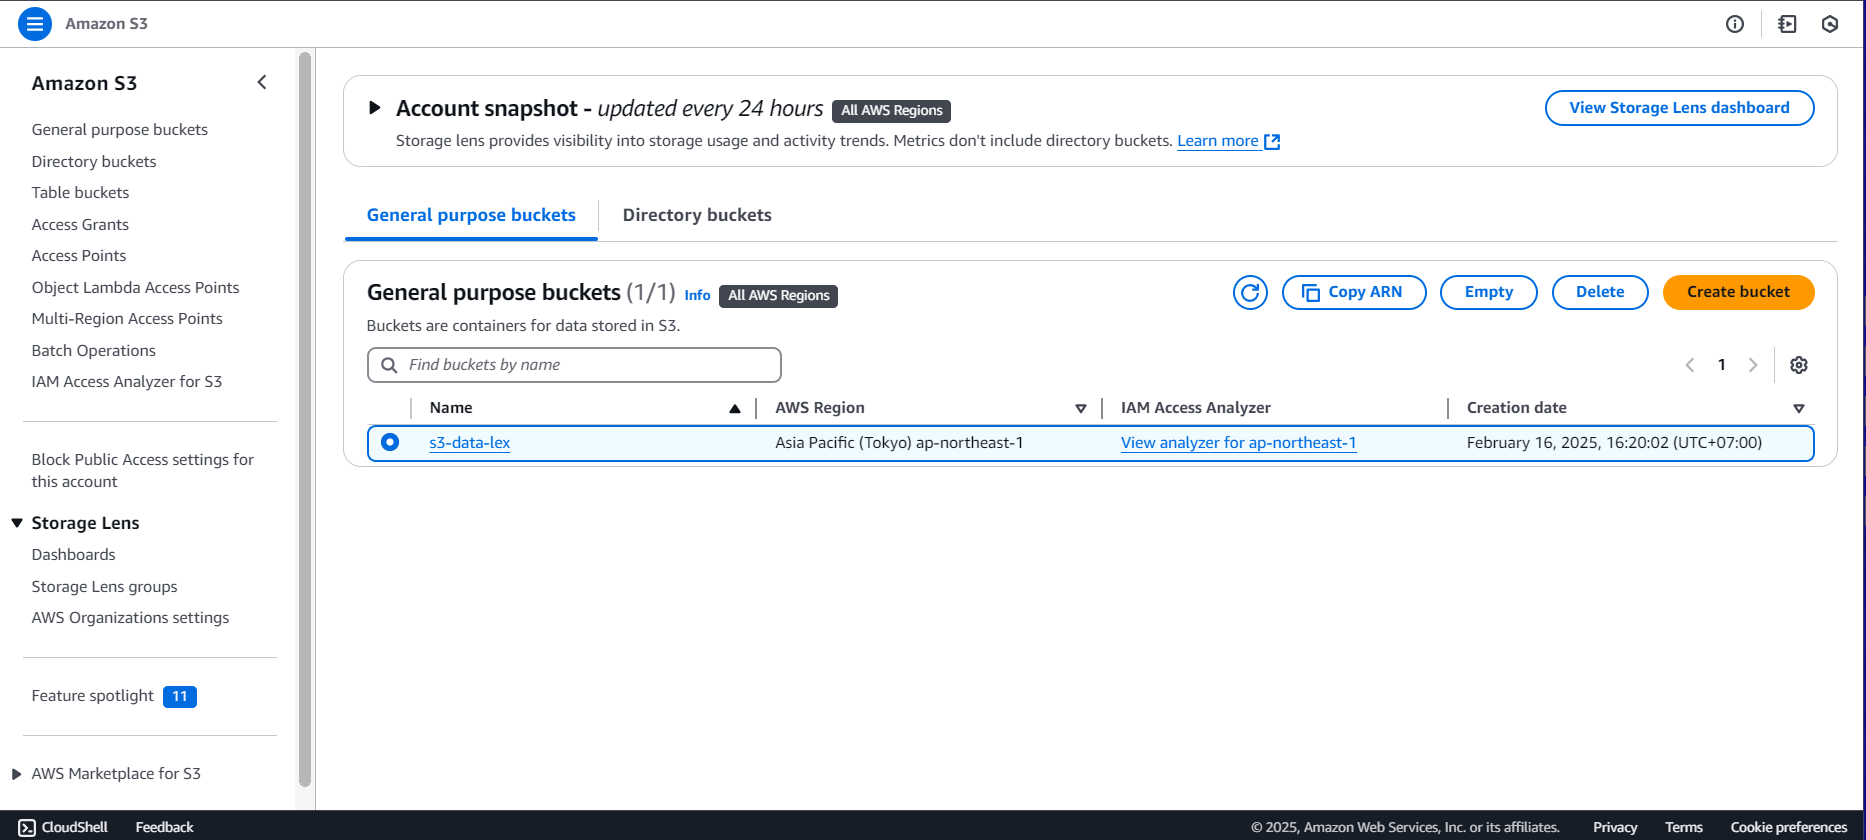 Amazon S3
Amazon S3
General purpose buckets
Directory buckets
Table buckets
Access Grants
Access Points
Object Lambda Access Points
Multi-Region Access Points
Batch Operations
IAM Access Analyzer for S3
Block Public Access settings for
this account
Storage Lens
Dashboards
Storage Lens groups
AWS Organizations settings
Feature spotlight 11
AWS Marketplace for S3
Account snapshot - updated every 24 hours All AWS Regions
View Storage Lens dashboard
Storage lens provides visibility into storage usage and activity trends. Metrics don't include directory buckets. Learn more
General purpose buckets Directory buckets
General purpose buckets (1/1) Info All AWS Regions
Copy ARN Empty Delete Create bucket
Buckets are containers for data stored in S3.
Find buckets by name
1
Name AWS Region IAM Access Analyzer Creation date
s3-data-lex Asia Pacific (Tokyo) ap-northeast-1 View analyzer for ap-northeast-1 February 16, 2025, 16:20:02 (UTC+07:00)
CloudShell Feedback © 2025, Amazon Web Services, Inc. or its affiliates. Privacy Terms Cookie preferences